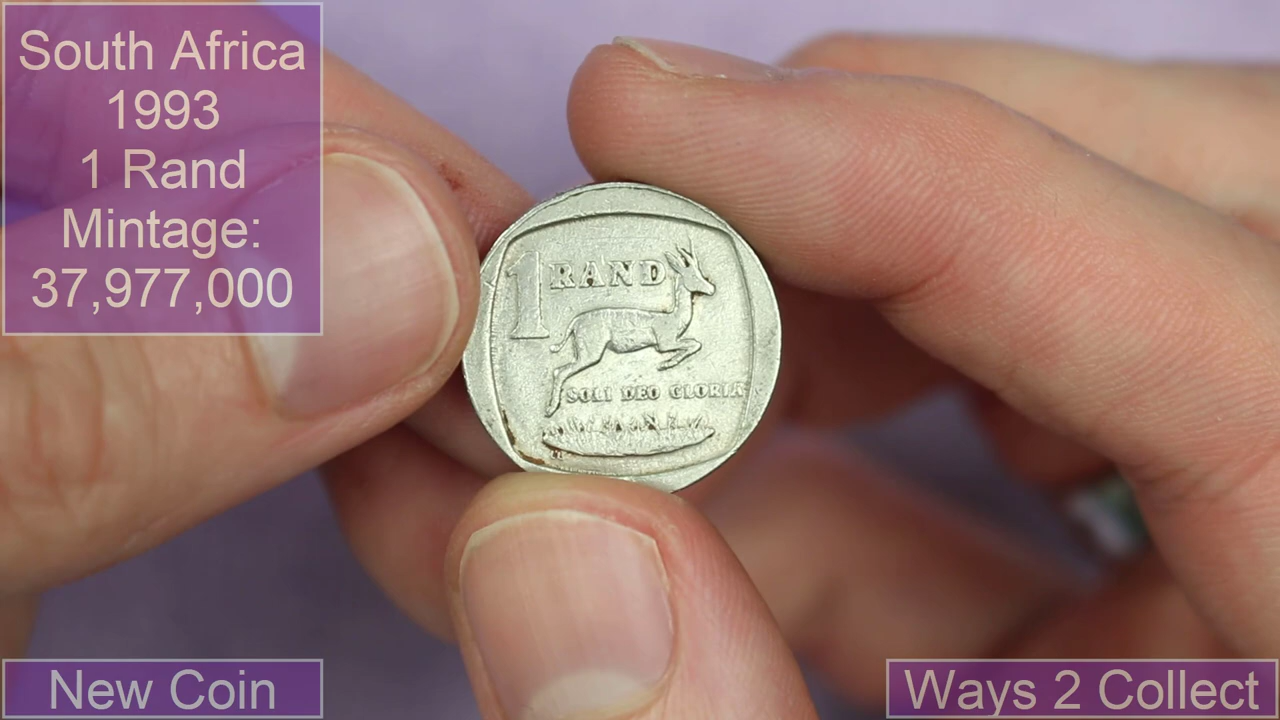 South Africa
1993
1 Rand
Mintage:
37,977,000
1 RAND
SOLI DEO GLORIA
New Coin
Ways 2 Collect